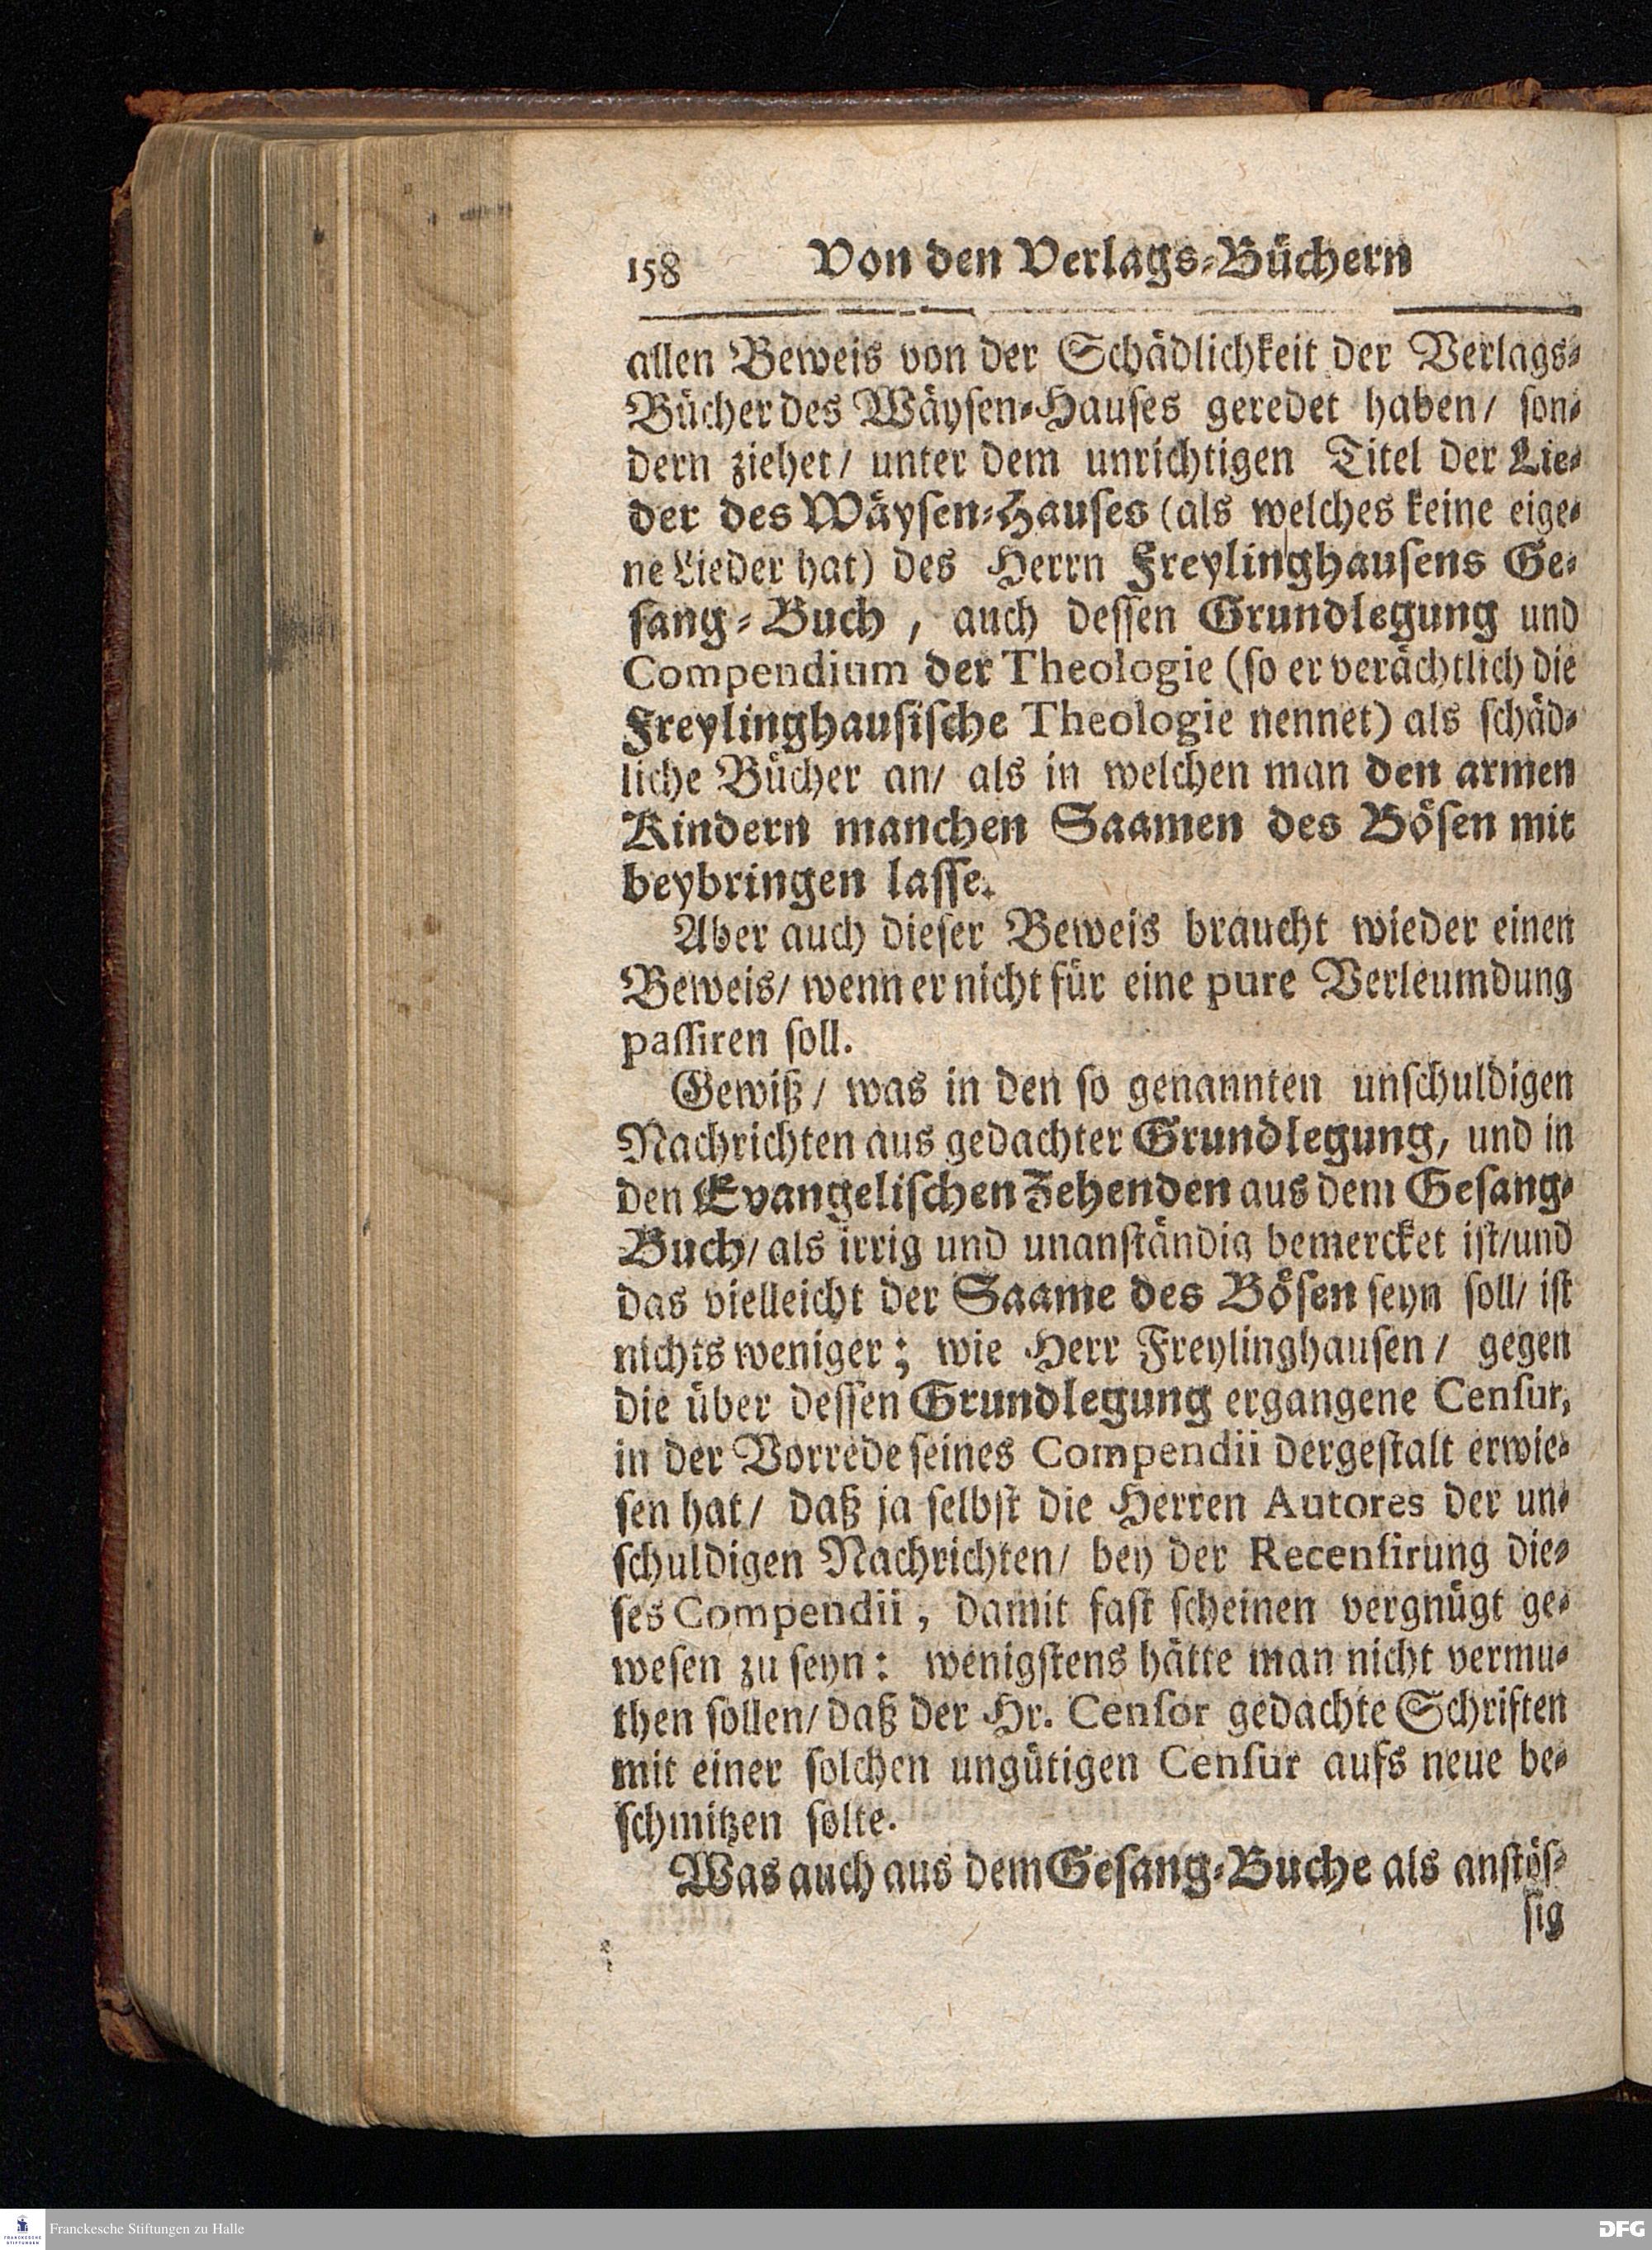 158 Von den Verlags-Büchern
allen Beweis von der Schädlichkeit der Verlags-
Bücher des Wäysen-Hauses geredet haben/ son-
dern ziehet/ unter dem unrichtigen Titel der Lie-
der des Wäysen-Hauses (als welches keine eige-
ne Lieder hat) des Herrn Freylinghausens Ge-
sang-Buch, auch dessen Grundlegung und
Compendium der Theologie (so er verächtlich die
Freylinghausische Theologie nennet) als schäd-
liche Bücher an/ als in welchen man den armen
Kindern manchen Saamen des Bösen mit
beybringen lasse.
Aber auch dieser Beweis braucht wieder einen
Beweis/ wenn er nicht für eine pure Verleumdung
passiren soll.
Gewiß/ was in den so genannten unschuldigen
Nachrichten aus gedachter Grundlegung, und in
den Evangelischen Zehenden aus dem Gesang-
Buch/ als irrig und unanständig bemercket ist/und
das vielleicht der Saame des Bösen seyn soll/ ist
nichts weniger; wie Herr Freylinghausen/ gegen
die über dessen Grundlegung ergangene Censur,
in der Vorrede seines Compendii dergestalt erwie-
sen hat/ daß ja selbst die Herren Autores der un-
schuldigen Nachrichten/ bey der Recensirung die-
ses Compendii, damit fast scheinen vergnügt ge-
wesen zu seyn: wenigstens hätte man nicht vermu-
then sollen/ daß der Hr. Censor gedachte Schriften
mit einer solchen ungütigen Censur aufs neue be-
schmitzen solte.
Was auch aus dem Gesang-Buche als anstös-
sig
Franckesche Stiftungen zu Halle
FRANCKESCHE
STIFTUNGEN
DFG